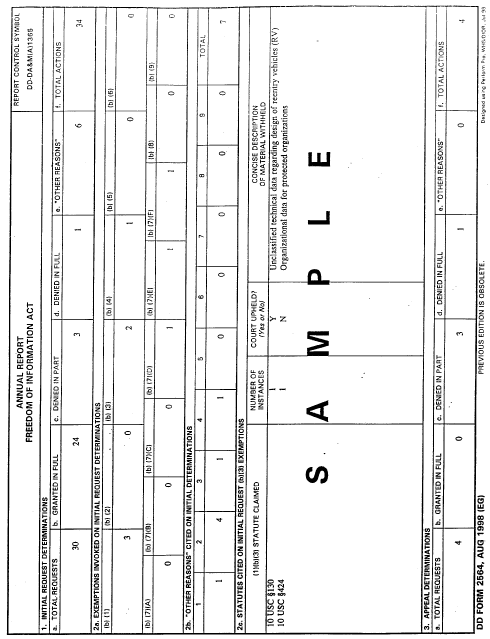 ANNUAL REPORT
FREEDOM OF INFORMATION ACT
REPORT CONTROL SYMBOL
DD-DA&M(A)1365
1. INITIAL REQUEST DETERMINATIONS
a. TOTAL REQUESTS b. GRANTED IN FULL c. DENIED IN PART d. DENIED IN FULL e. "OTHER REASONS" f. TOTAL ACTIONS
30 24 3 1 6 34
2a. EXEMPTIONS INVOKED ON INITIAL REQUEST DETERMINATIONS
(b) (1) (b) (2) (b) (3) (b) (4) (b) (5) (b) (6)
3 0 2 1 0 0
(b) (7)(A) (b) (7)(B) (b) (7)(C) (b) (7)(D) (b) (7)(E) (b) (7)(F) (b) (8) (b) (9)
0 0 0 1 1 1 0 0
2b. "OTHER REASONS" CITED ON INITIAL DETERMINATIONS
1 2 3 4 5 6 7 8 9 TOTAL
1 4 1 1 0 0 0 0 0 7
2c. STATUTES CITED ON INITIAL REQUEST (b)(3) EXEMPTIONS
(1)(b)(3) STATUTE CLAIMED NUMBER OF INSTANCES COURT UPHELD? (Yes or No) CONCISE DESCRIPTION OF MATERIAL WITHHELD
10 USC §130 1 Y Unclassified technical data regarding design of reentry vehicles (RV)
10 USC §424 1 N Organizational data for protected organizations
SAMPLE
3. APPEAL DETERMINATIONS
a. TOTAL REQUESTS b. GRANTED IN FULL c. DENIED IN PART d. DENIED IN FULL e. "OTHER REASONS" f. TOTAL ACTIONS
4 0 3 1 0 4
DD FORM 2564, AUG 1998 (EG) PREVIOUS EDITION IS OBSOLETE. Designed using Perform Pro, WHS/DIOR,